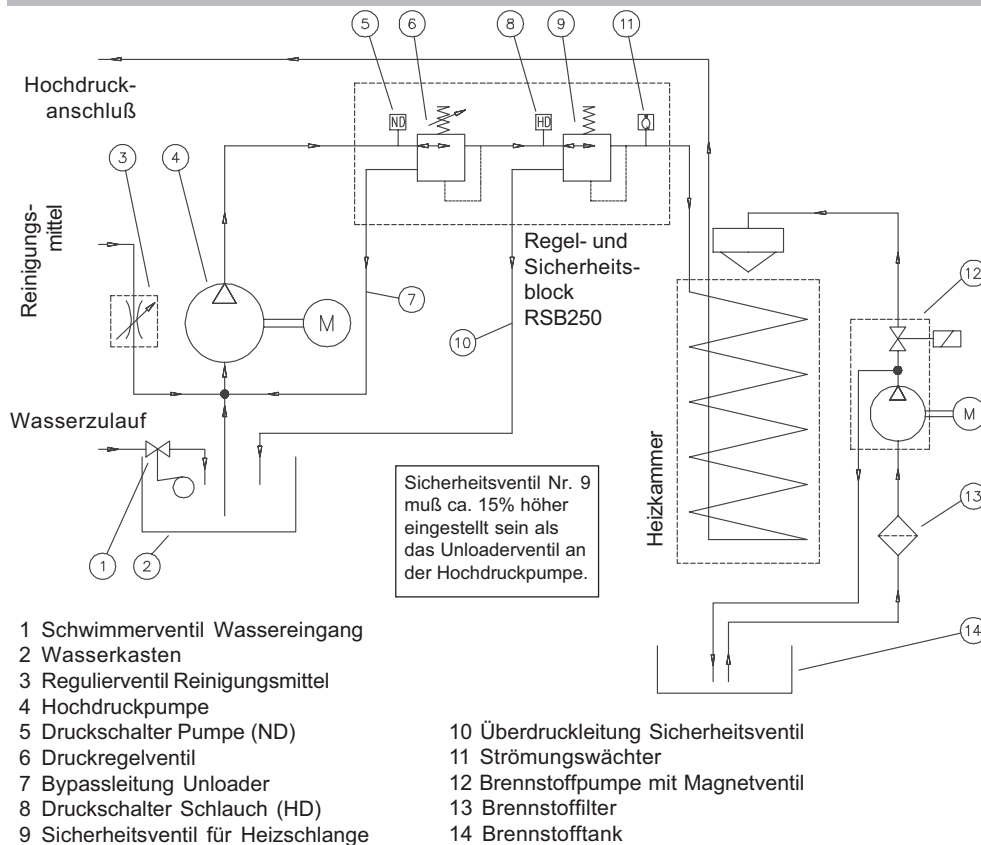 5
6
8
9
11
Hochdruck-
anschluß
ND
HD
Q
3
4
Reinigungs-
mittel
M
7
10
Regel- und
Sicherheits-
block
RSB250
12
M
Wasserzulauf
Sicherheitsventil Nr. 9
muß ca. 15% höher
eingestellt sein als
das Unloaderventil an
der Hochdruckpumpe.
Heizkammer
13
1
2
14
1 Schwimmerventil Wassereingang
2 Wasserkasten
3 Regulierventil Reinigungsmittel
4 Hochdruckpumpe
5 Druckschalter Pumpe (ND)
6 Druckregelventil
7 Bypassleitung Unloader
8 Druckschalter Schlauch (HD)
9 Sicherheitsventil für Heizschlange
10 Überdruckleitung Sicherheitsventil
11 Strömungswächter
12 Brennstoffpumpe mit Magnetventil
13 Brennstoffilter
14 Brennstofftank